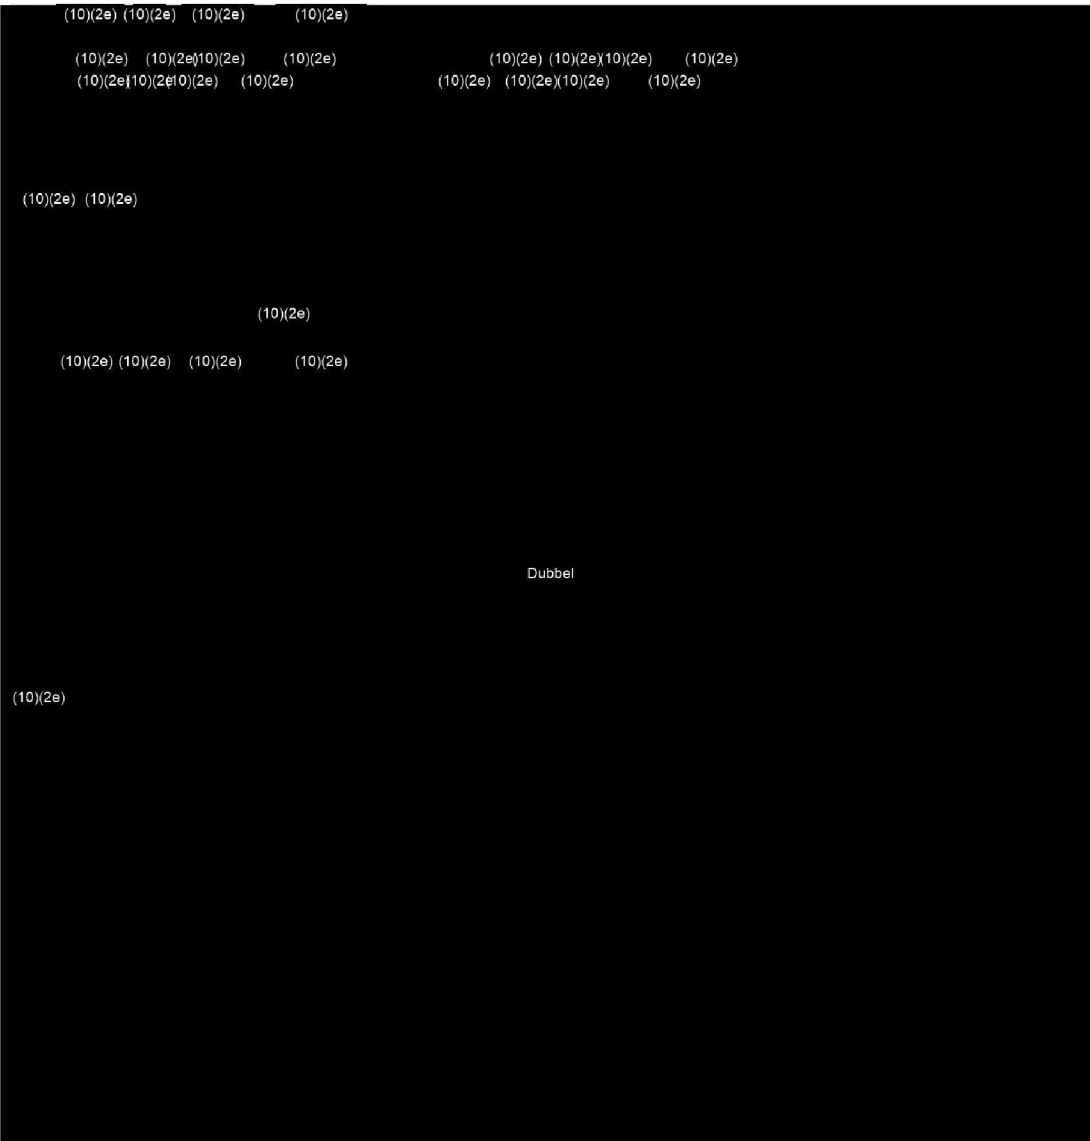 (10)(2e) (10)(2e) (10)(2e) (10)(2e)
(10)(2e) (10)(2e)(10)(2e) (10)(2e) (10)(2e) (10)(2e)(10)(2e) (10)(2e)
(10)(2e)(10)(2e)(10)(2e) (10)(2e) (10)(2e) (10)(2e)(10)(2e) (10)(2e)
(10)(2e) (10)(2e)
(10)(2e)
(10)(2e) (10)(2e) (10)(2e) (10)(2e)
Dubbel
(10)(2e)